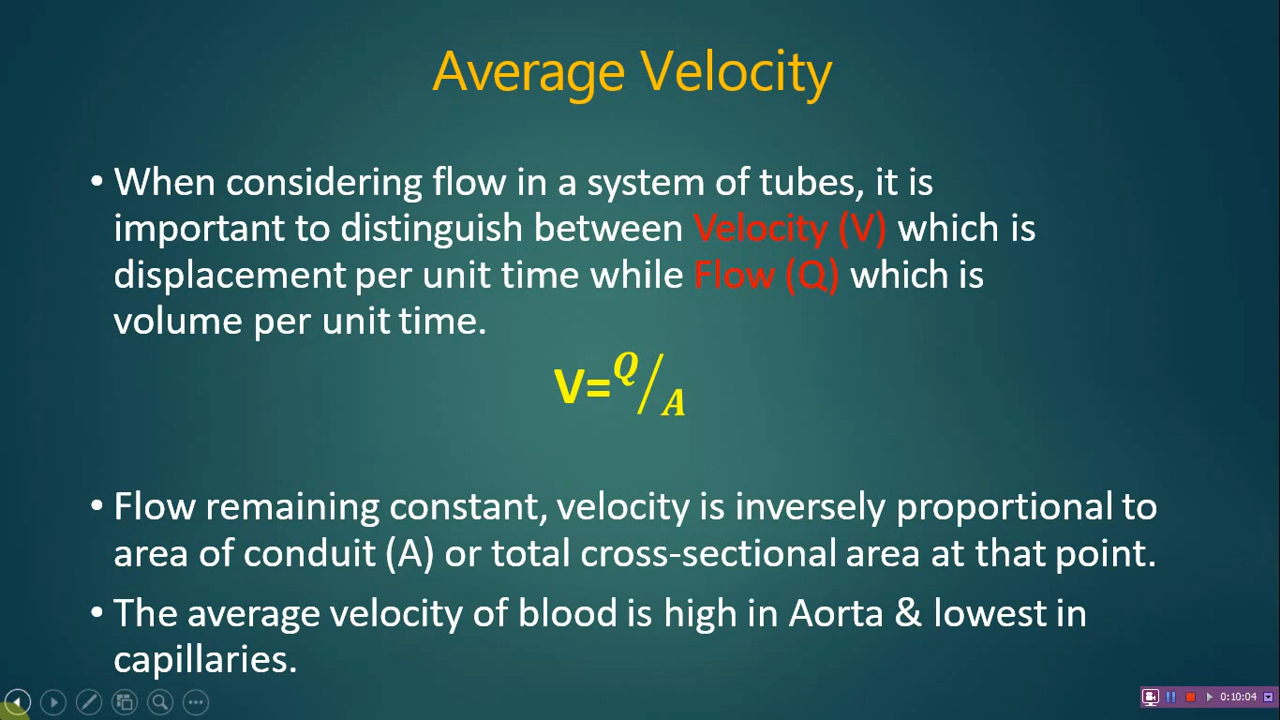 Average Velocity
• When considering flow in a system of tubes, it is
important to distinguish between Velocity (V) which is
displacement per unit time while Flow (Q) which is
volume per unit time.
V=Q/A
• Flow remaining constant, velocity is inversely proportional to
area of conduit (A) or total cross-sectional area at that point.
• The average velocity of blood is high in Aorta & lowest in
capillaries.
0:10:04